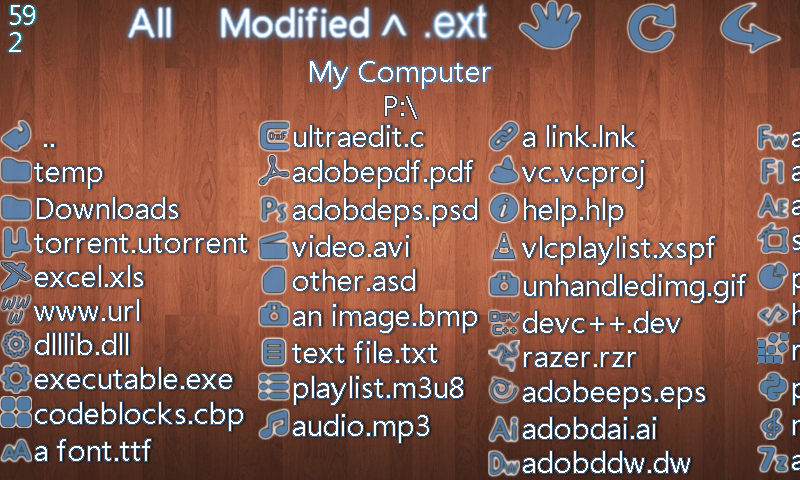 59
2
All
Modified ^ .ext
My Computer
P:\
..
temp
Downloads
torrent.utorrent
excel.xls
www.url
dlllib.dll
executable.exe
codeblocks.cbp
a font.ttf
ultraedit.c
adobepdf.pdf
adobdeps.psd
video.avi
other.asd
an image.bmp
text file.txt
playlist.m3u8
audio.mp3
a link.lnk
vc.vcproj
help.hlp
vlcplaylist.xspf
unhandledimg.gif
devc++.dev
razer.rzr
adobeeps.eps
adobdai.ai
adobddw.dw